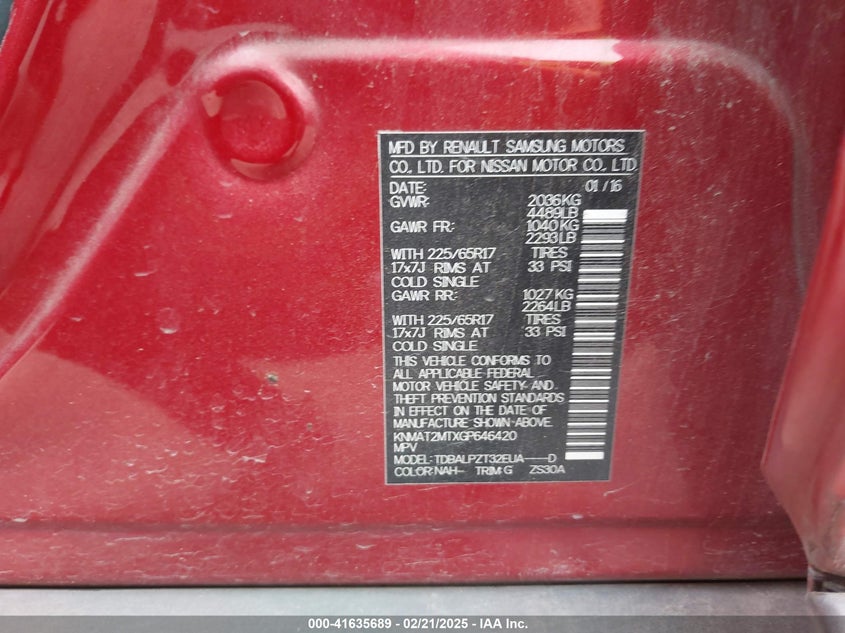 MFD BY RENAULT SAMSUNG MOTORS
CO., LTD. FOR NISSAN MOTOR CO., LTD
DATE: 01/16
GVWR: 2036KG
4489LB
GAWR FR: 1040KG
2293LB
WITH 225/65R17 TIRES
17x7J RIMS AT 33 PSI
COLD SINGLE
GAWR RR: 1027KG
2264LB
WITH 225/65R17 TIRES
17x7J RIMS AT 33 PSI
COLD SINGLE
THIS VEHICLE CONFORMS TO
ALL APPLICABLE FEDERAL
MOTOR VEHICLE SAFETY AND
THEFT PREVENTION STANDARDS
IN EFFECT ON THE DATE OF
MANUFACTURE SHOWN ABOVE.
KNMAT2MTXGP646420
MPV
MODEL: TDBALPZT32EUA----D
COLOR:NAH- TRIM:G ZS30A
000-41635689 / 02/21/2025 - IAA Inc.